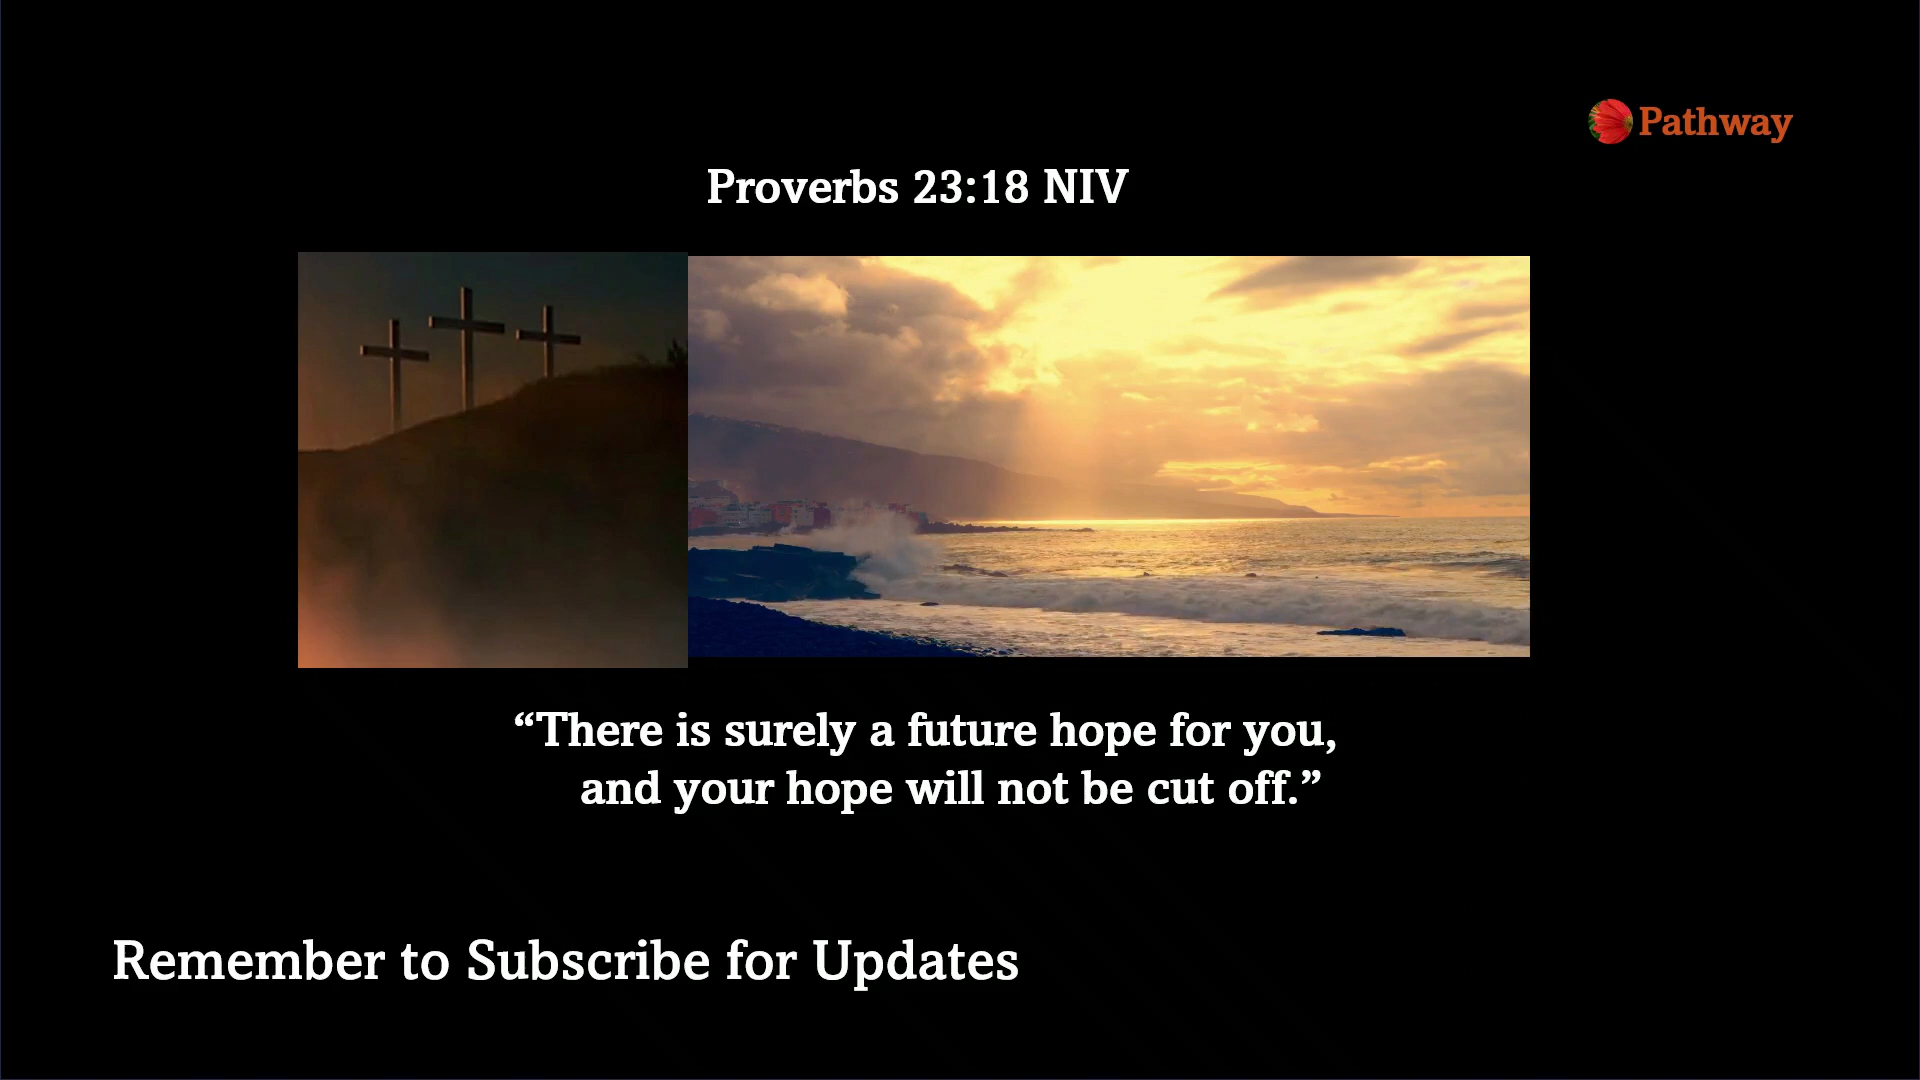 Pathway
Proverbs 23:18 NIV
“There is surely a future hope for you,
and your hope will not be cut off.”
Remember to Subscribe for Updates